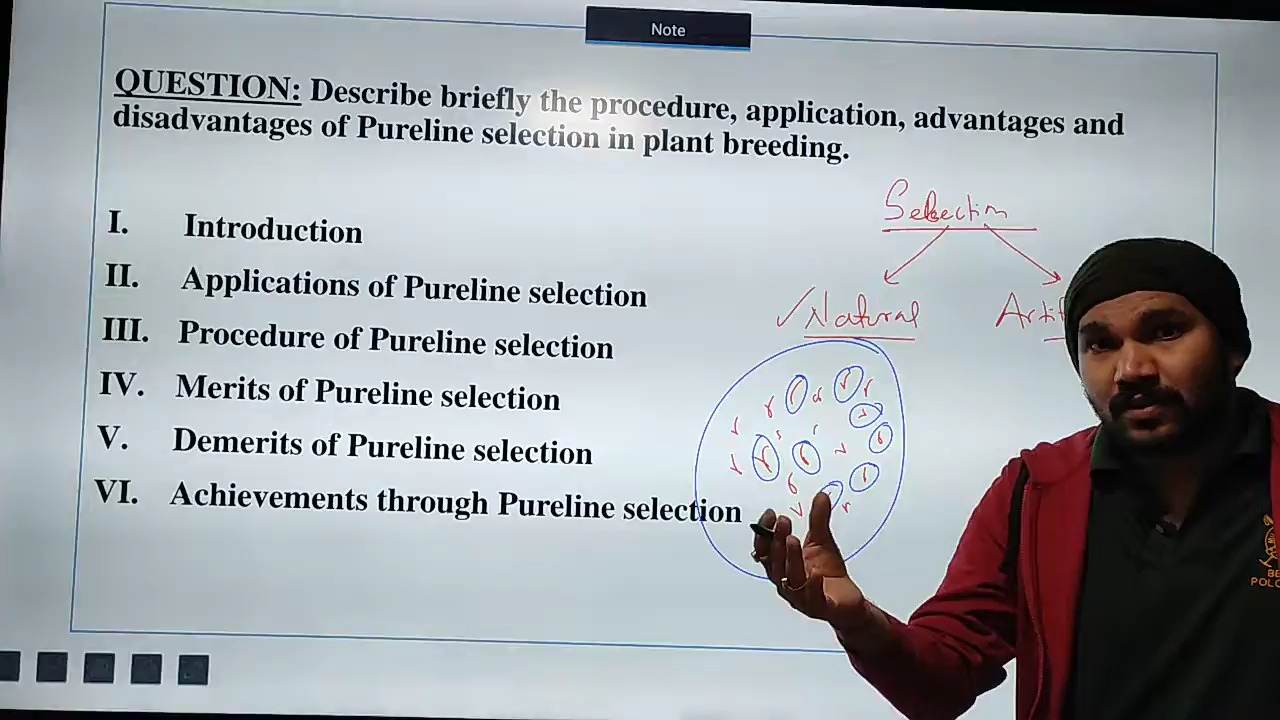 Note
QUESTION: Describe briefly the procedure, application, advantages and
disadvantages of Pureline selection in plant breeding.
Selection
I. Introduction
II. Applications of Pureline selection
✓Natural
III. Procedure of Pureline selection
IV. Merits of Pureline selection
V. Demerits of Pureline selection
VI. Achievements through Pureline selection